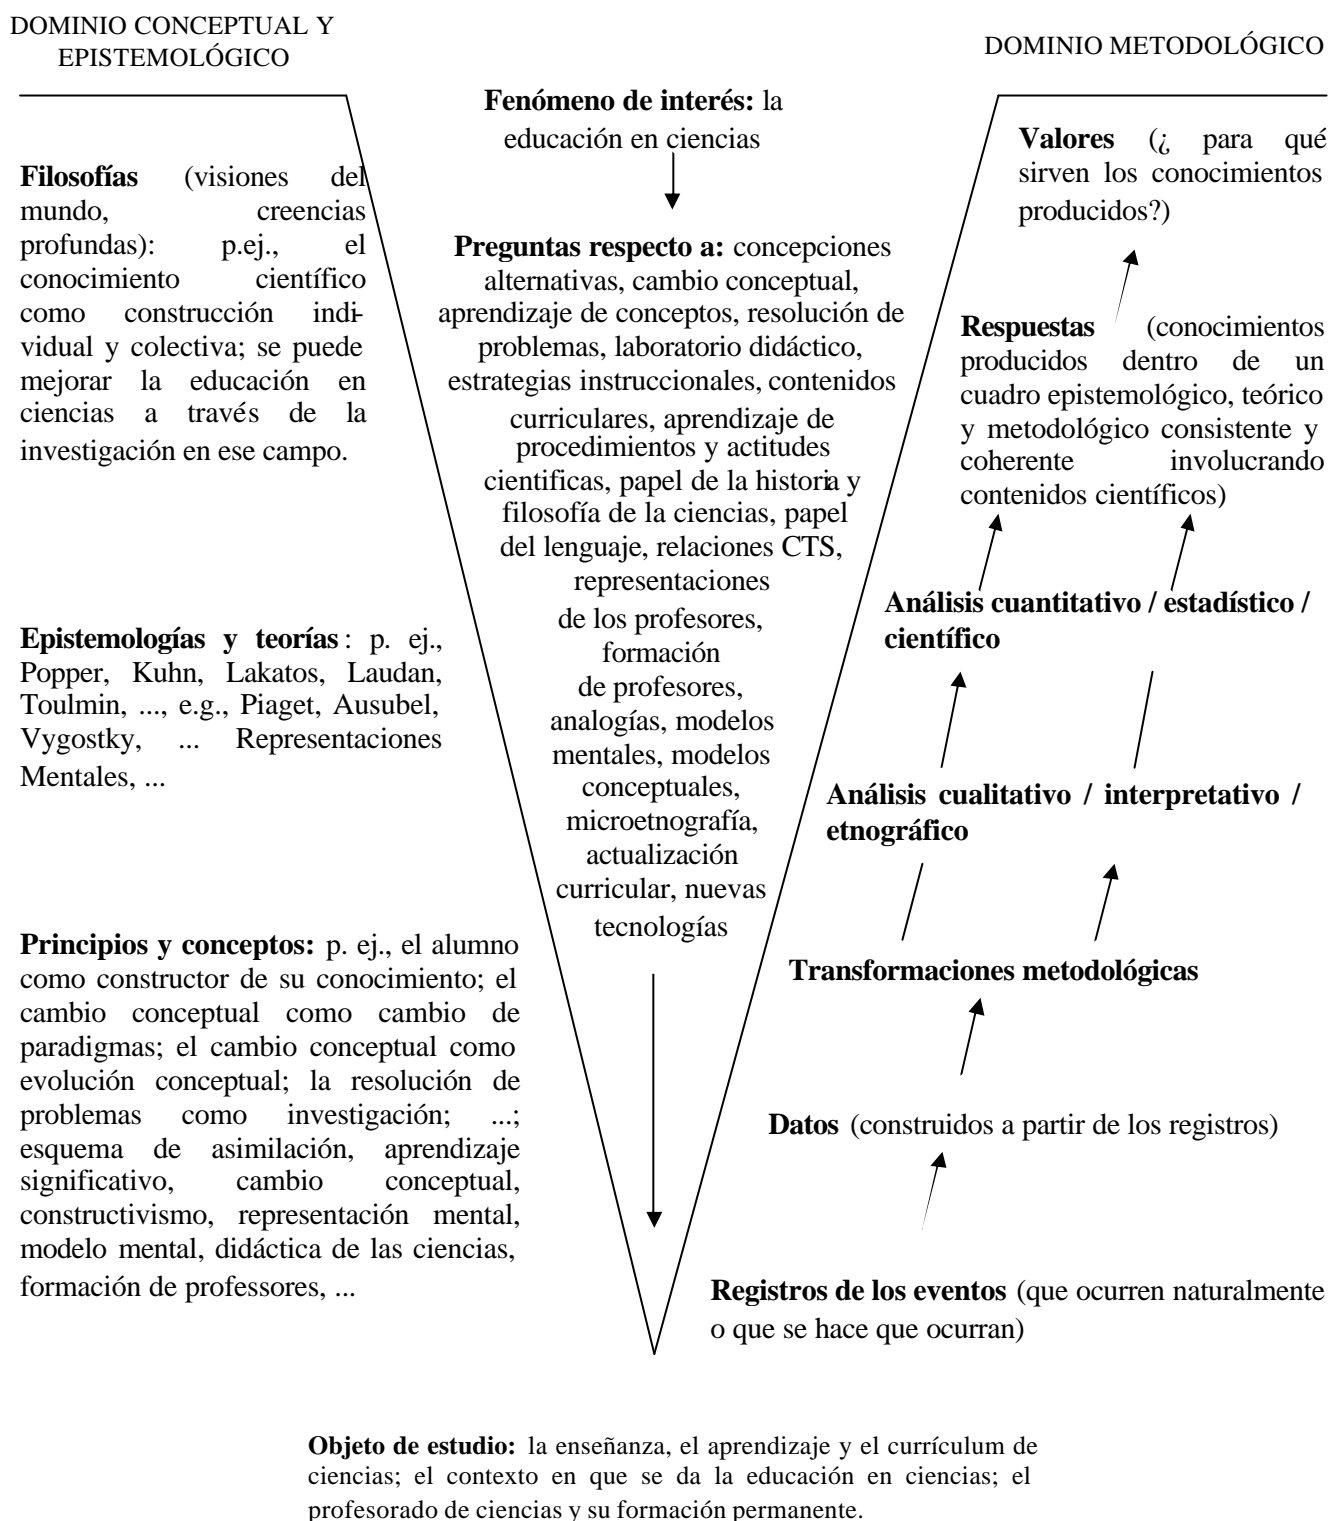 DOMINIO CONCEPTUAL Y
EPISTEMOLÓGICO
Filosofías (visiones del
mundo, creencias
profundas): p.ej., el
conocimiento científico
como construcción indi-
vidual y colectiva; se puede
mejorar la educación en
ciencias a través de la
investigación en ese campo.
Epistemologías y teorías : p. ej.,
Popper, Kuhn, Lakatos, Laudan,
Toulmin, ..., e.g., Piaget, Ausubel,
Vygostky, ... Representaciones
Mentales, ...
Principios y conceptos: p. ej., el alumno
como constructor de su conocimiento; el
cambio conceptual como cambio de
paradigmas; el cambio conceptual como
evolución conceptual; la resolución de
problemas como investigación; ...;
esquema de asimilación, aprendizaje
significativo, cambio conceptual,
constructivismo, representación mental,
modelo mental, didáctica de las ciencias,
formación de professores, ...
Fenómeno de interés: la
educación en ciencias
Preguntas respecto a: concepciones
alternativas, cambio conceptual,
aprendizaje de conceptos, resolución de
problemas, laboratorio didáctico,
estrategias instruccionales, contenidos
curriculares, aprendizaje de
procedimientos y actitudes
cientificas, papel de la historia y
filosofía de la ciencias, papel
del lenguaje, relaciones CTS,
representaciones
de los profesores,
formación
de profesores,
analogías, modelos
mentales, modelos
conceptuales,
microetnografía,
actualización
curricular, nuevas
tecnologías
DOMINIO METODOLÓGICO
Valores (¿ para qué
sirven los conocimientos
producidos?)
Respuestas (conocimientos
producidos dentro de un
cuadro epistemológico, teórico
y metodológico consistente y
coherente involucrando
contenidos científicos)
Análisis cuantitativo / estadístico /
científico
Análisis cualitativo / interpretativo /
etnográfico
Transformaciones metodológicas
Datos (construidos a partir de los registros)
Registros de los eventos (que ocurren naturalmente
o que se hace que ocurran)
Objeto de estudio: la enseñanza, el aprendizaje y el currículum de
ciencias; el contexto en que se da la educación en ciencias; el
profesorado de ciencias y su formación permanente.